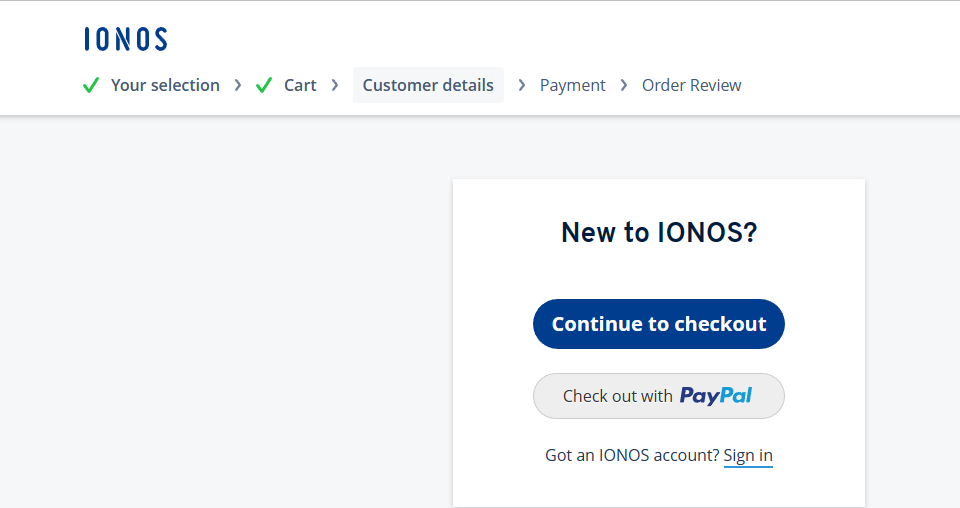 IONOS
Your selection Cart Customer details Payment Order Review
New to IONOS?
Continue to checkout
Check out with PayPal
Got an IONOS account? Sign in